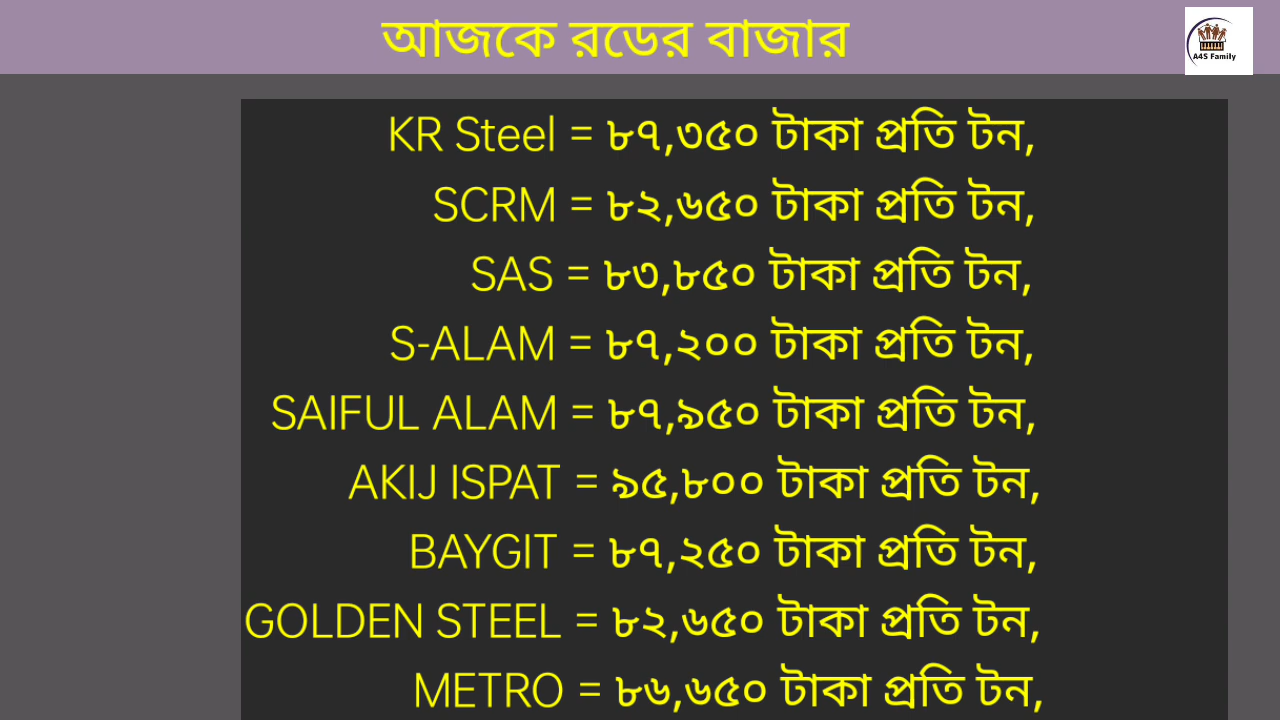 আজকে রডের বাজার
A4S Family
KR Steel = ৮৭,৩৫০ টাকা প্রতি টন,
SCRM = ৮২,৬৫০ টাকা প্রতি টন,
SAS = ৮৩,৮৫০ টাকা প্রতি টন,
S-ALAM = ৮৭,২০০ টাকা প্রতি টন,
SAIFUL ALAM = ৮৭,৯৫০ টাকা প্রতি টন,
AKIJ ISPAT = ৯৫,৮০০ টাকা প্রতি টন,
BAYGIT = ৮৭,২৫০ টাকা প্রতি টন,
GOLDEN STEEL = ৮২,৬৫০ টাকা প্রতি টন,
METRO = ৮৬,৬৫০ টাকা প্রতি টন,